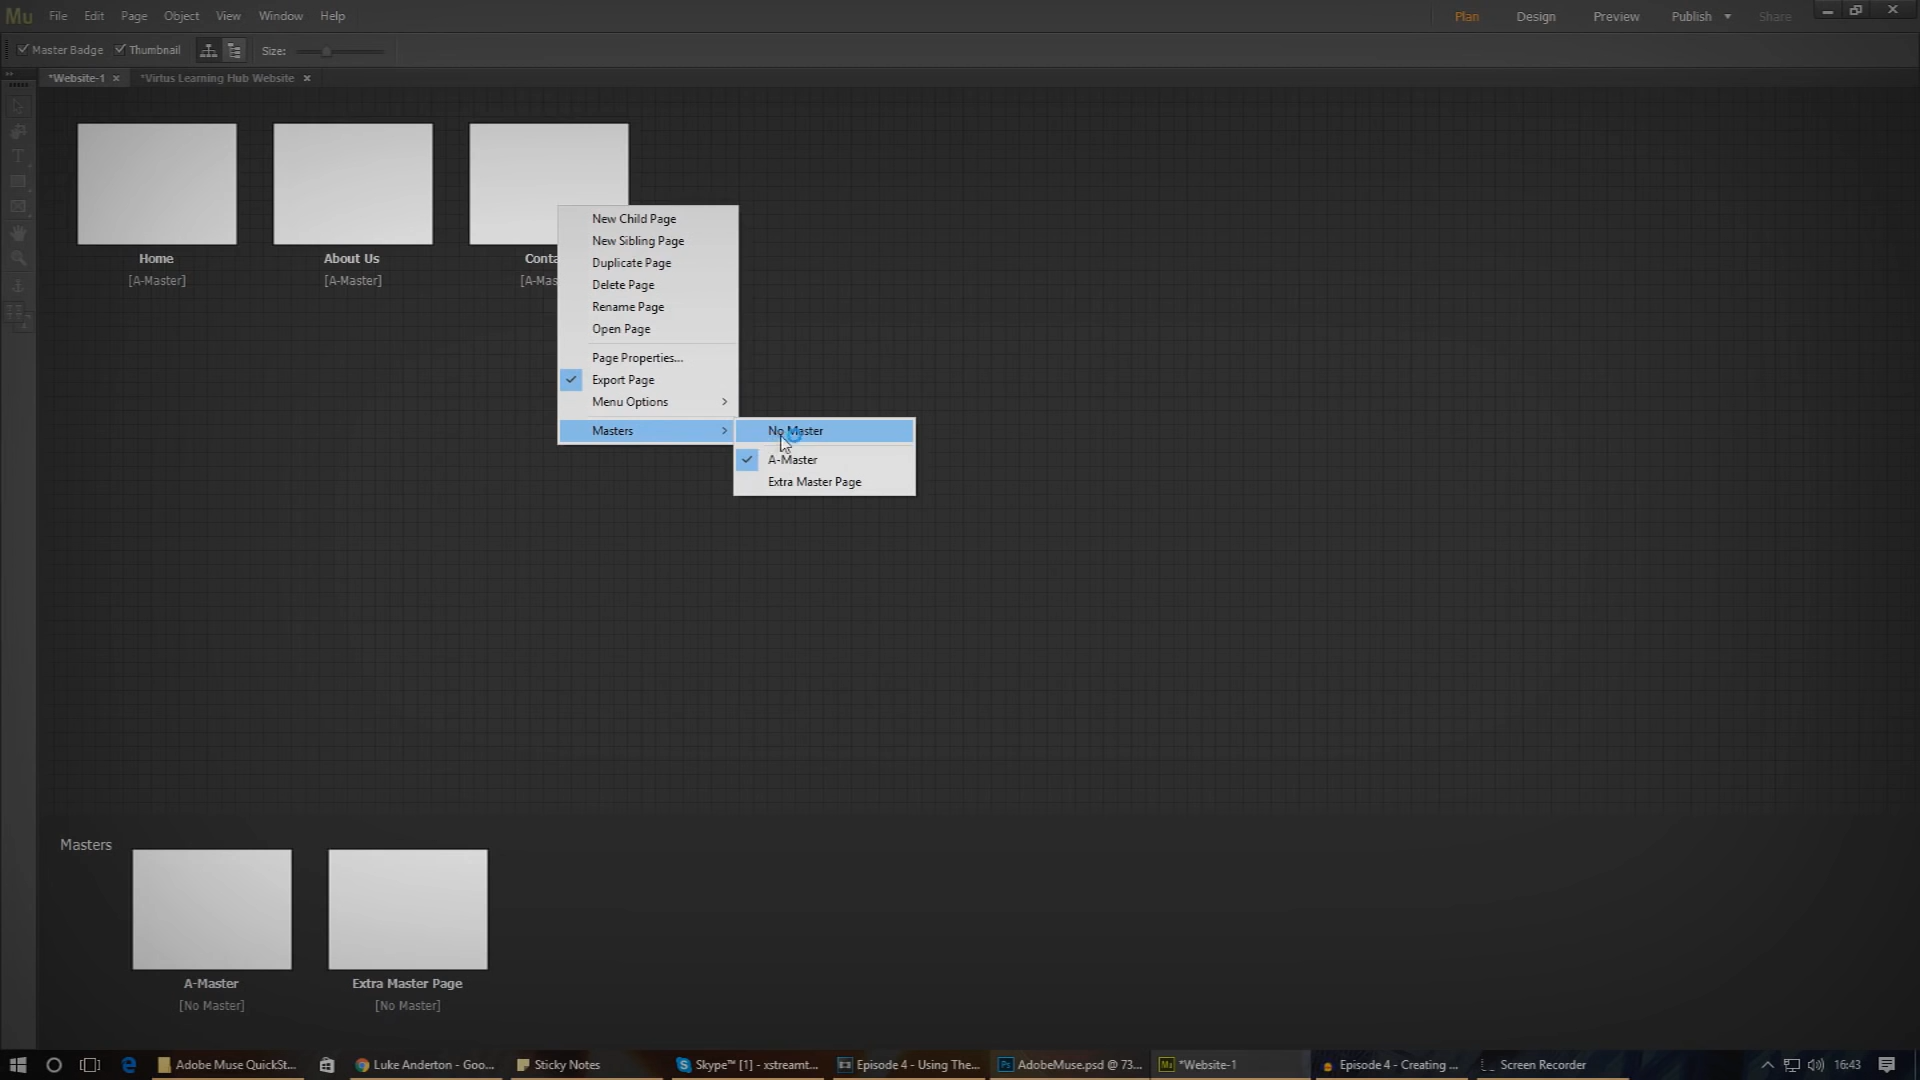 Mu File Edit Page Object View Window Help Plan Design Preview Publish Share
Master Badge Thumbnail Size:
*Website-1 *Virtus Learning Hub Website
Home
[A-Master]
About Us
[A-Master]
Conta
[A-Mas
New Child Page
New Sibling Page
Duplicate Page
Delete Page
Rename Page
Open Page
Page Properties...
Export Page
Menu Options
Masters
No Master
A-Master
Extra Master Page
Masters
A-Master
[No Master]
Extra Master Page
[No Master]
Adobe Muse QuickSt... Luke Anderton - Goo... Sticky Notes Skype™ [1] - xstreamt... Episode 4 - Using The... AdobeMuse.psd @ 73... *Website-1 Episode 4 - Creating ... Screen Recorder 16:43